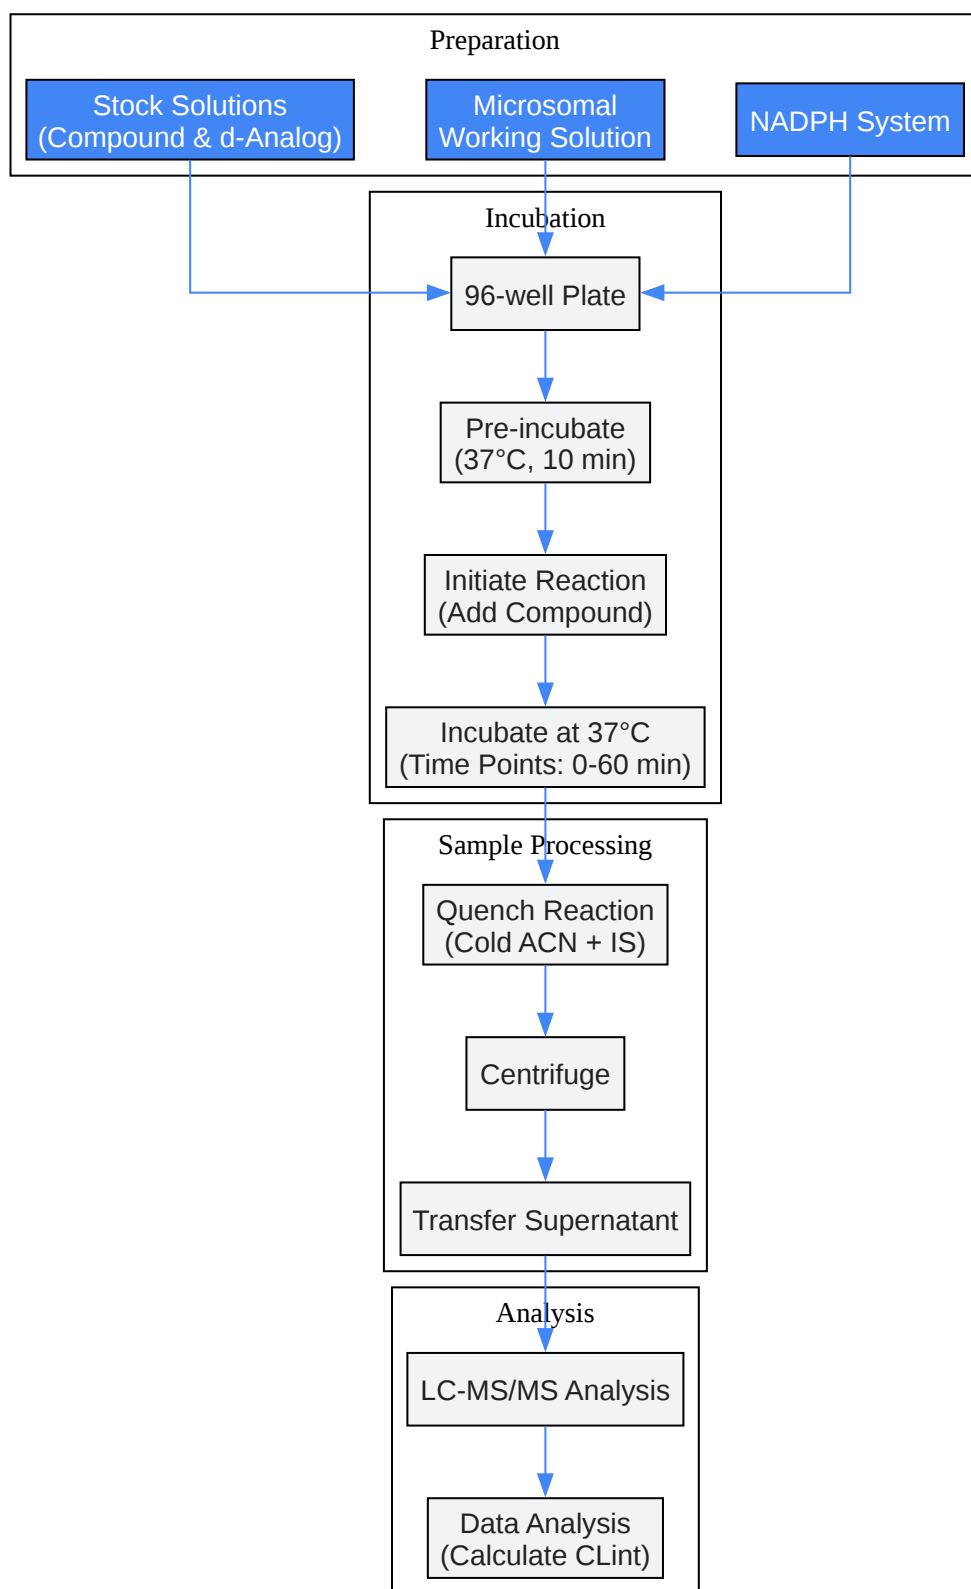 Preparation
Stock Solutions
(Compound & d-Analog)
Microsomal
Working Solution
NADPH System
Incubation
96-well Plate
Pre-incubate
(37°C, 10 min)
Initiate Reaction
(Add Compound)
Incubate at 37°C
(Time Points: 0-60 min)
Sample Processing
Quench Reaction
(Cold ACN + IS)
Centrifuge
Transfer Supernatant
Analysis
LC-MS/MS Analysis
Data Analysis
(Calculate CLint)